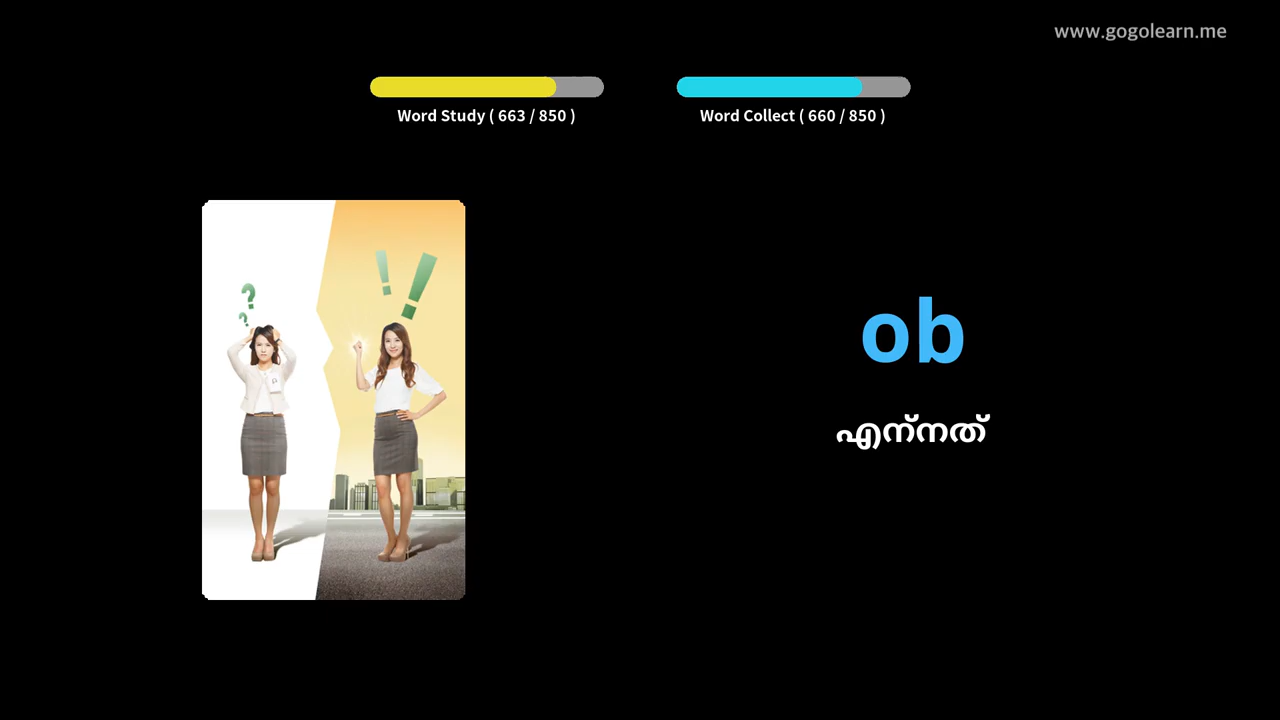 www.gogolearn.me
Word Study ( 663 / 850 )
Word Collect ( 660 / 850 )
? ?
! !
ob
എന്നത്